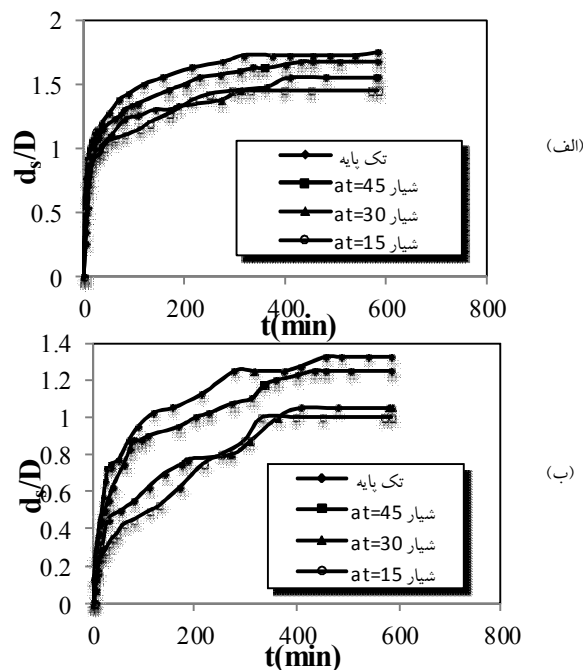 2
1.5
1
0.5
0
d_s/D
تک پایه
شیار at=45
شیار at=30
شیار at=15
0 200 400 600 800
t(min)
(الف)
1.4
1.2
1
0.8
0.6
0.4
0.2
0
d_s/D
تک پایه
شیار at=45
شیار at=30
شیار at=15
0 200 400 600 800
t(min)
(ب)